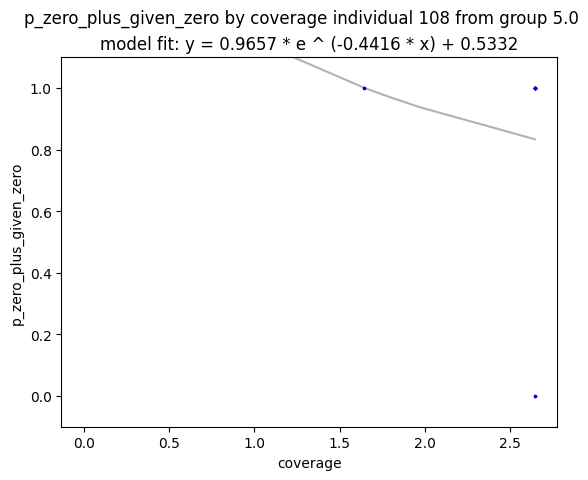 p_zero_plus_given_zero by coverage individual 108 from group 5.0
model fit: y = 0.9657 * e ^ (-0.4416 * x) + 0.5332
1.0
0.8
0.6
0.4
0.2
0.0
p_zero_plus_given_zero
0.0 0.5 1.0 1.5 2.0 2.5
coverage